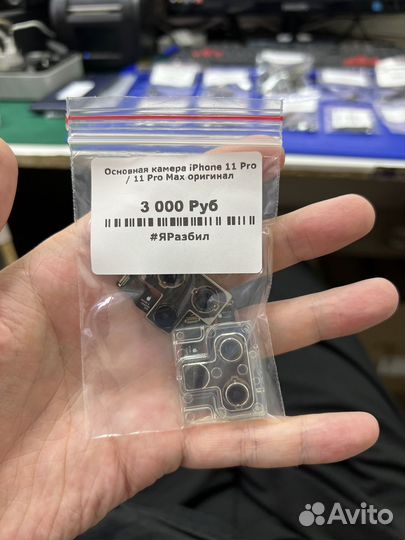 Основная камера iPhone 11 Pro
/ 11 Pro Max оригинал
3 000 Руб
#ЯРазбил
Avito